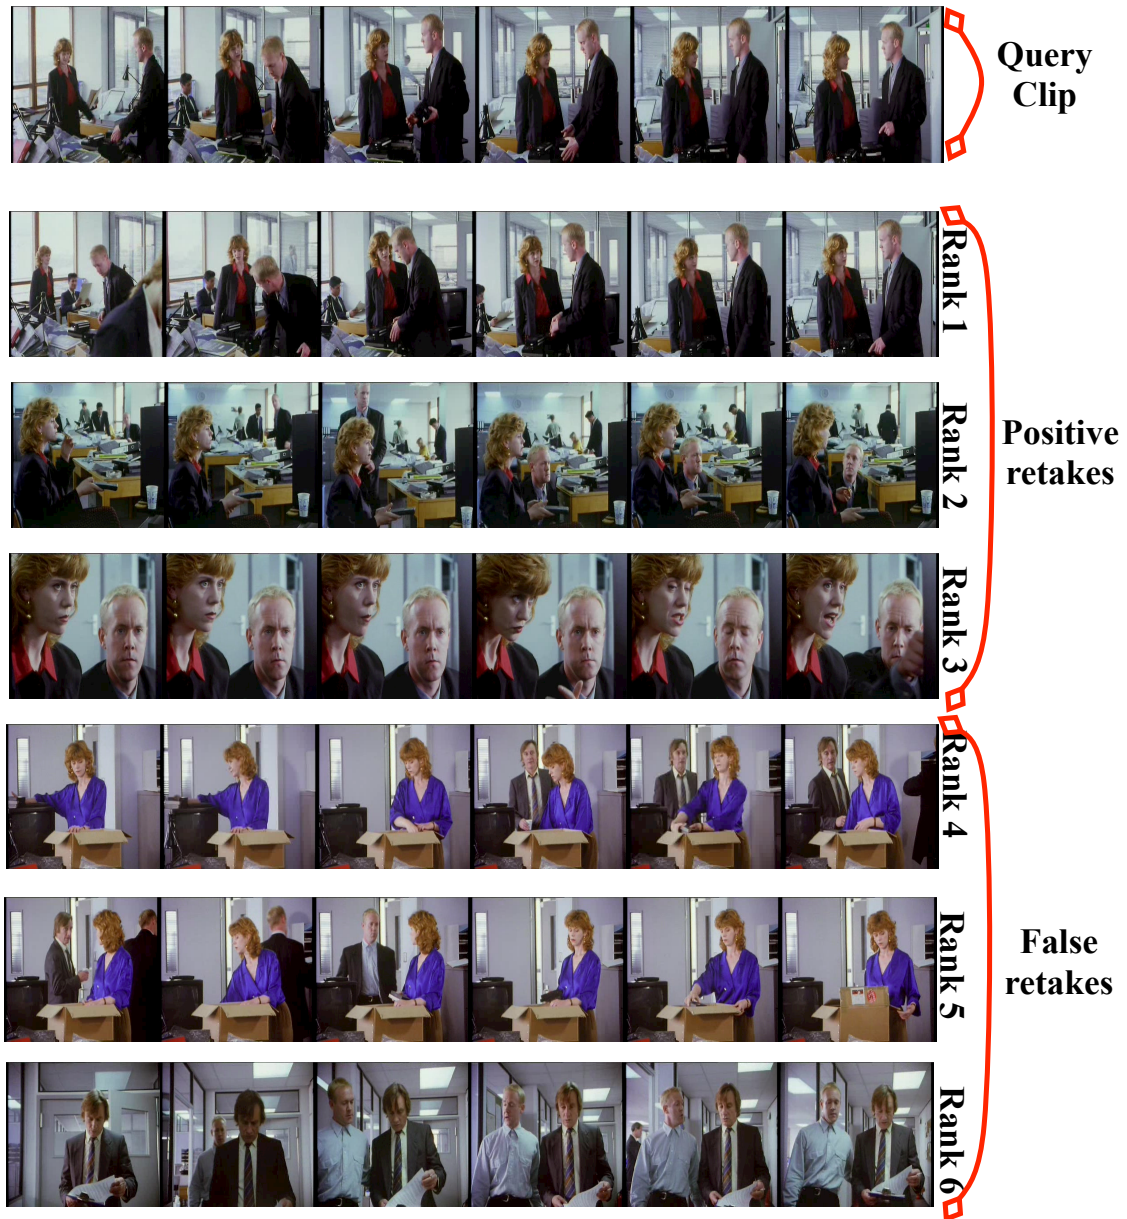 Query
Clip
Rank 1
Rank 2
Rank 3
Positive
retakes
Rank 4
Rank 5
Rank 6
False
retakes